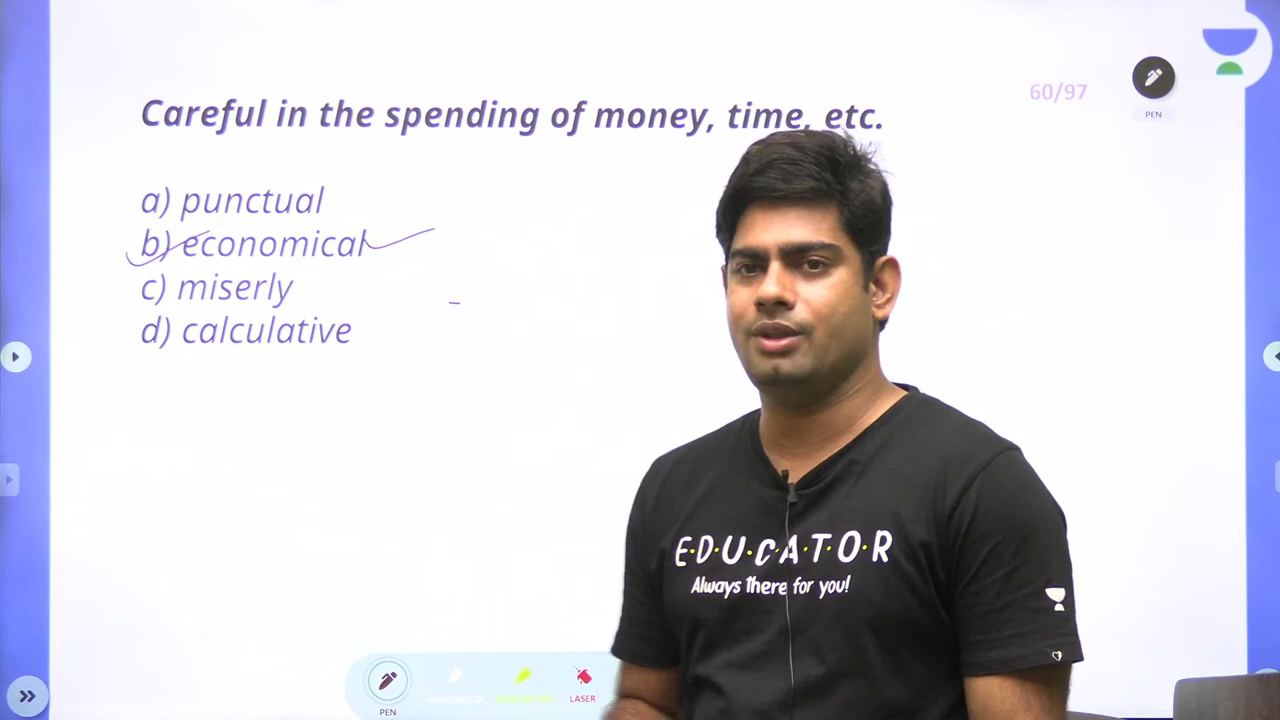 60/97
PEN
Careful in the spending of money, time, etc.
a) punctual
b) economical
c) miserly
d) calculative
E·D·U·C·A·T·O·R
Always there for you!
PEN
LASER